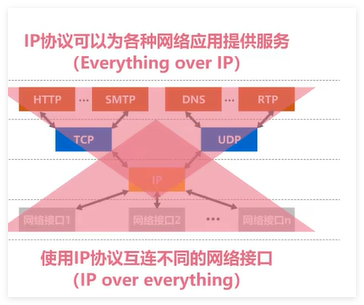 IP协议可以为各种网络应用提供服务
（Everything over IP）
HTTP ... SMTP DNS ... RTP
TCP UDP
IP
网络接口1 网络接口2 ... 网络接口n
使用IP协议互连不同的网络接口
（IP over everything）